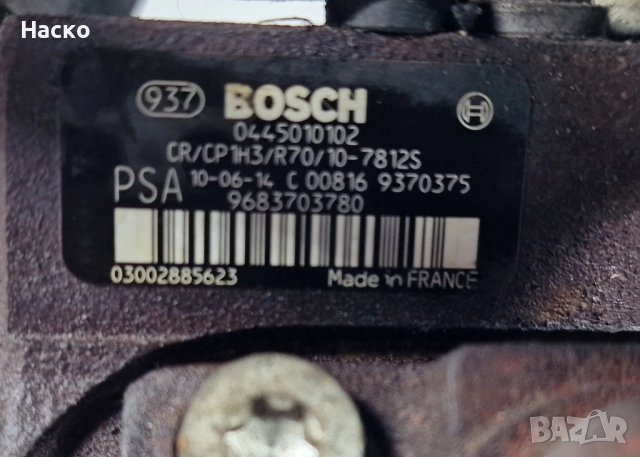 Хаско
937 BOSCH
0445010102
CR/CP1H3/R70/10-7812S
PSA 10-06-14 C 00816 9370375
9683703780
03002885623 Made in FRANCE
BAZAR